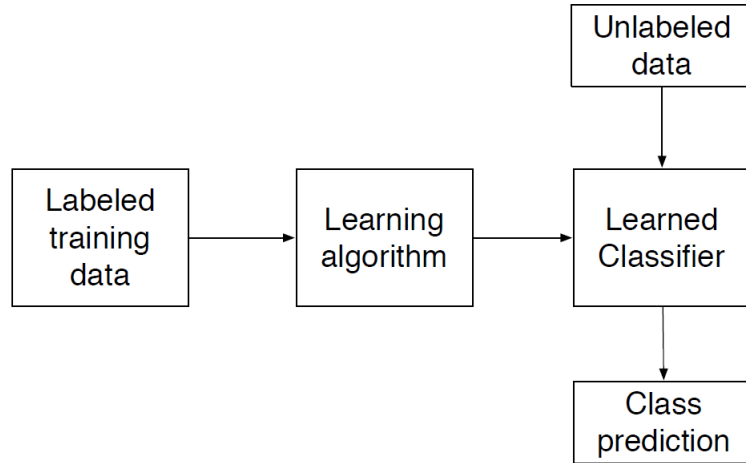 Unlabeled
data
Labeled
training
data
Learning
algorithm
Learned
Classifier
Class
prediction